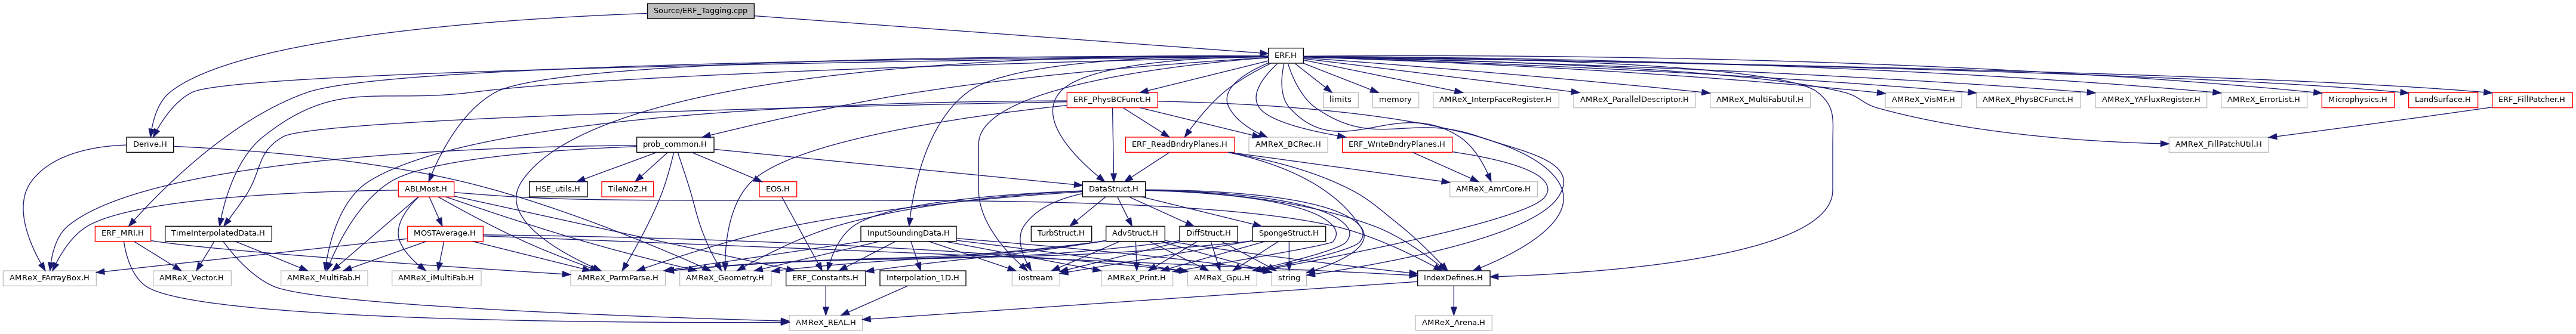 Source/ERF_Tagging.cpp
ERF.H
ERF_PhysBCFunct.H
limits
memory
AMReX_InterpFaceRegister.H
AMReX_ParallelDescriptor.H
AMReX_MultiFabUtil.H
AMReX_VisMF.H
AMReX_PhysBCFunct.H
AMReX_YAFluxRegister.H
AMReX_ErrorList.H
Microphysics.H
LandSurface.H
ERF_FillPatcher.H
Derive.H
prob_common.H
ERF_ReadBndryPlanes.H
AMReX_BCRec.H
ERF_WriteBndryPlanes.H
AMReX_FillPatchUtil.H
ABLMost.H
HSE_utils.H
TileNoZ.H
EOS.H
DataStruct.H
AMReX_AmrCore.H
ERF_MRI.H
TimeInterpolatedData.H
MOSTAverage.H
InputSoundingData.H
TurbStruct.H
AdvStruct.H
DiffStruct.H
SpongeStruct.H
AMReX_FArrayBox.H
AMReX_Vector.H
AMReX_MultiFab.H
AMReX_iMultiFab.H
AMReX_ParmParse.H
AMReX_Geometry.H
ERF_Constants.H
Interpolation_1D.H
iostream
AMReX_Print.H
AMReX_Gpu.H
string
IndexDefines.H
AMReX_REAL.H
AMReX_Arena.H